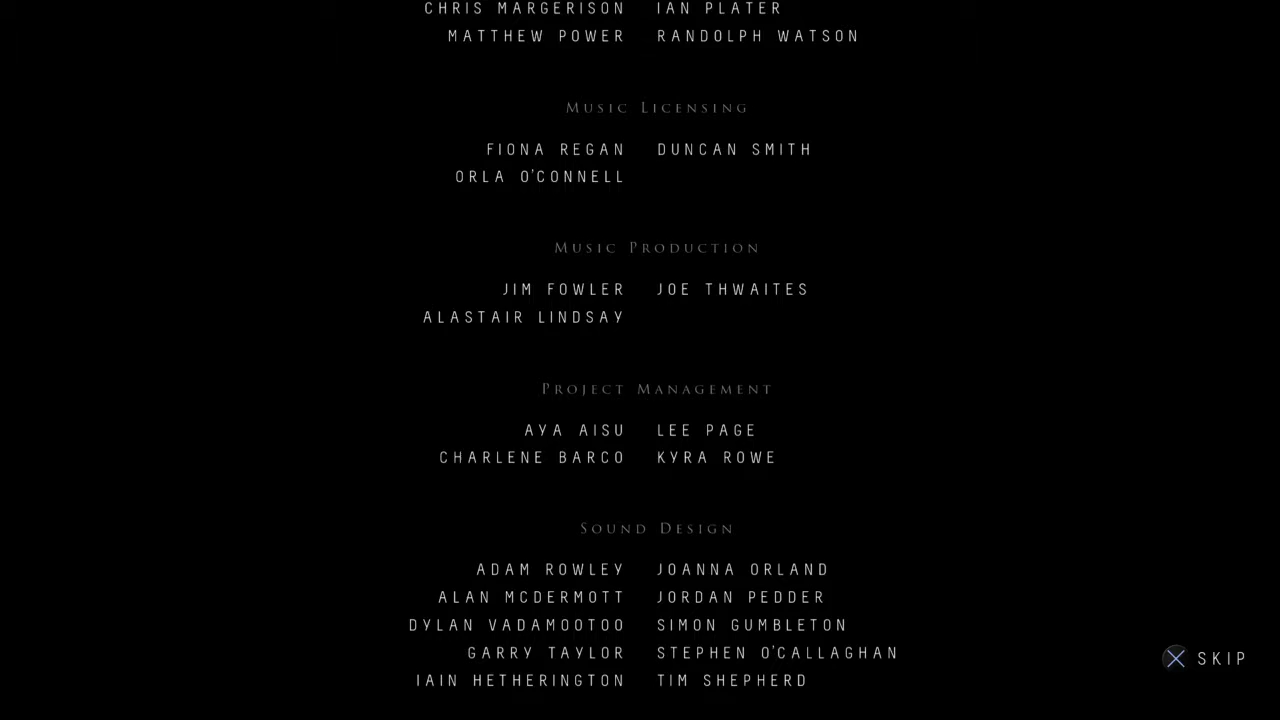 CHRIS MARGERISON IAN PLATER
MATTHEW POWER RANDOLPH WATSON
MUSIC LICENSING
FIONA REGAN DUNCAN SMITH
ORLA O'CONNELL
MUSIC PRODUCTION
JIM FOWLER JOE THWAITES
ALASTAIR LINDSAY
PROJECT MANAGEMENT
AYA AISU LEE PAGE
CHARLENE BARCO KYRA ROWE
SOUND DESIGN
ADAM ROWLEY JOANNA ORLAND
ALAN MCDERMOTT JORDAN PEDDER
DYLAN VADAMOOTOO SIMON GUMBLETON
GARRY TAYLOR STEPHEN O'CALLAGHAN
IAIN HETHERINGTON TIM SHEPHERD
SKIP